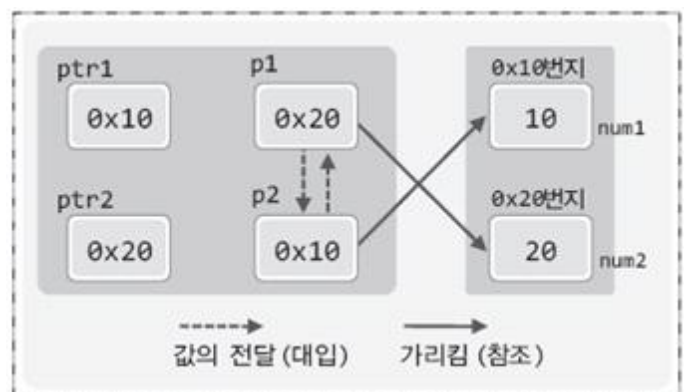 ptr1 p1 0x10번지
0x10 0x20 10 num1
ptr2 p2 0x20번지
0x20 0x10 20 num2
값의 전달(대입) 가리킴(참조)